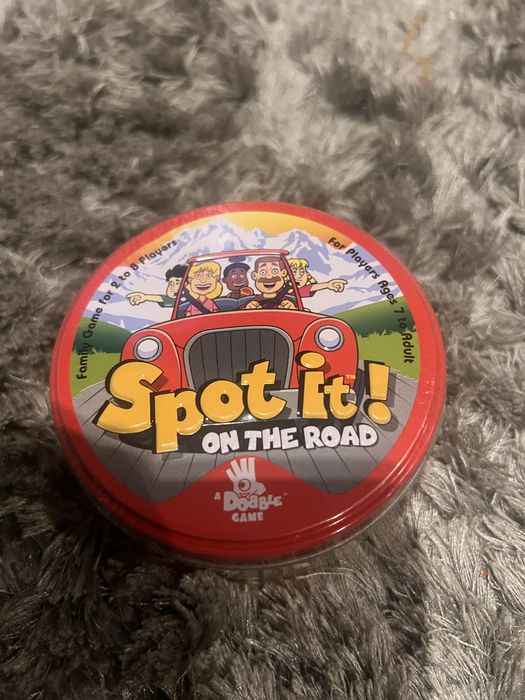 Family Game for 2 to 8 Players
For Players Ages 7 to Adult
Spot it!
ON THE ROAD
A
DOBBLE™
GAME